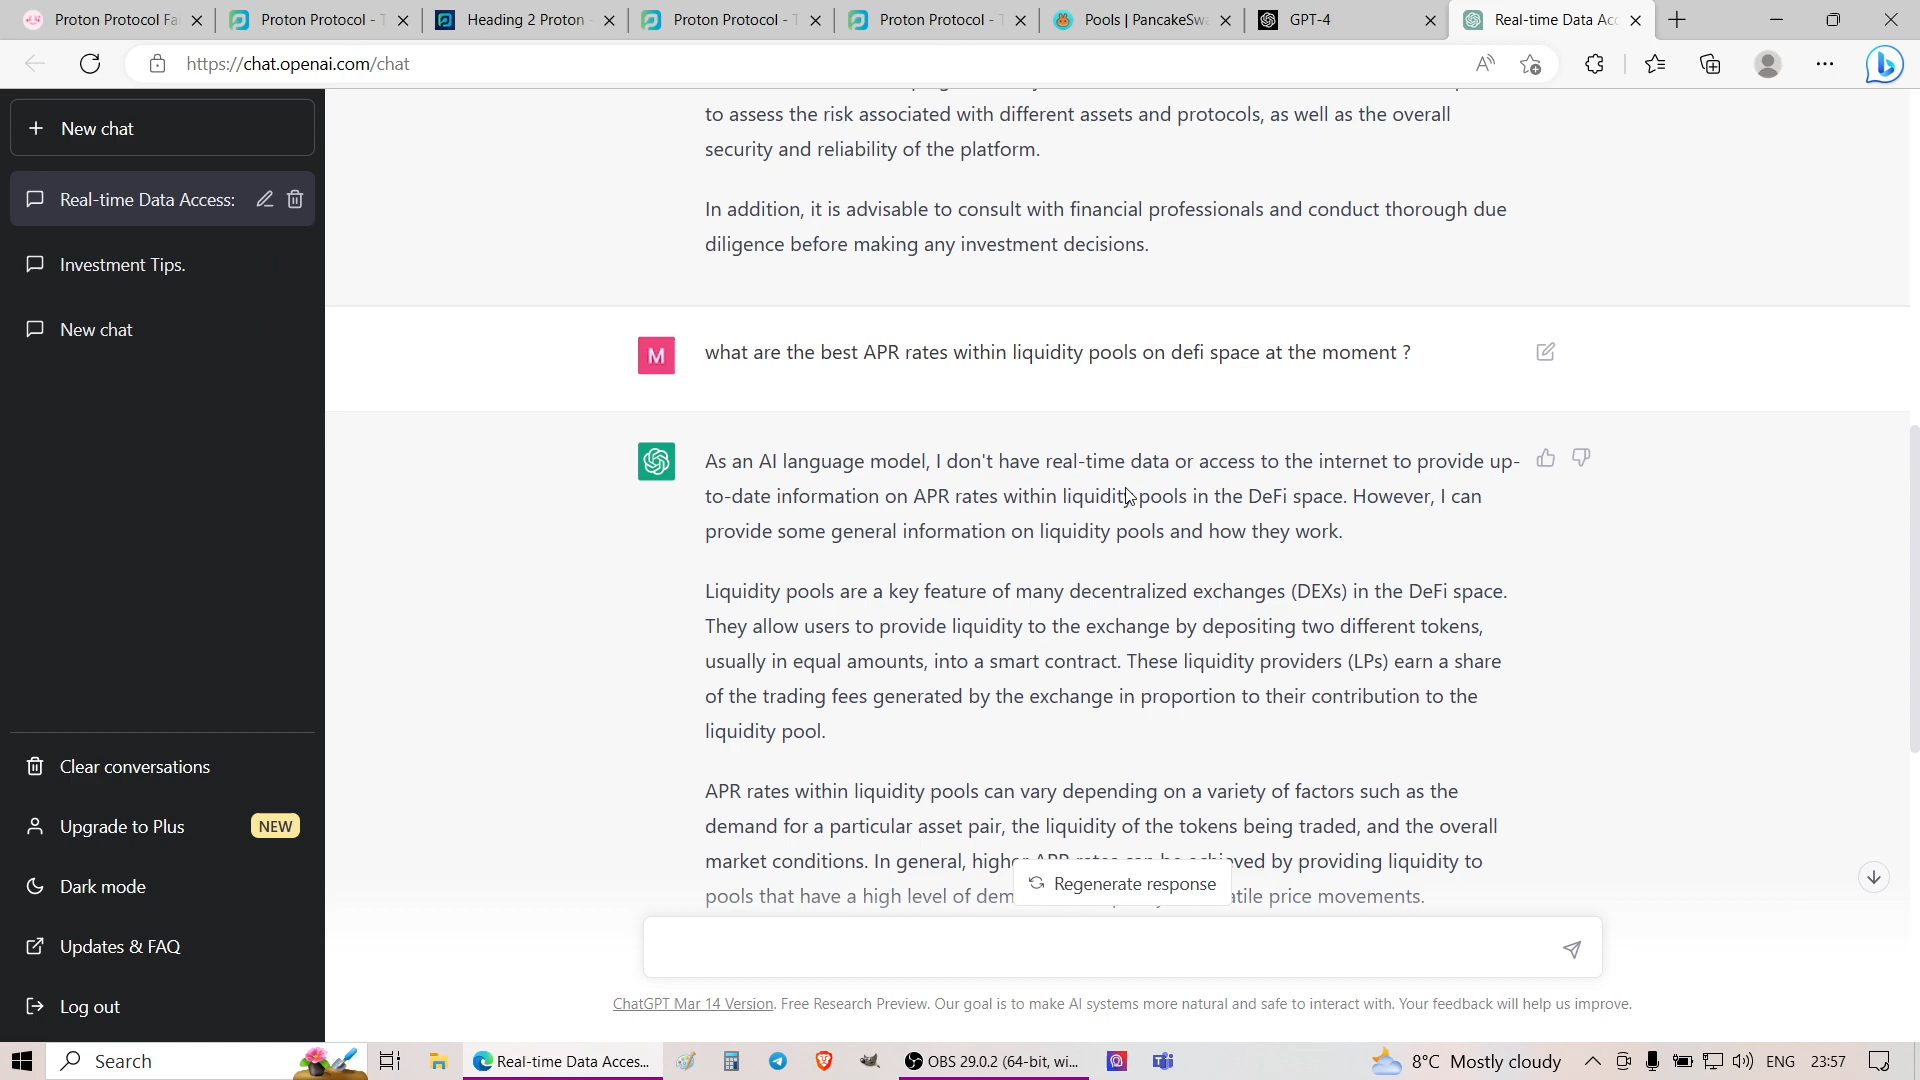 Proton Protocol Fa
Proton Protocol - T
Heading 2 Proton
Proton Protocol - T
Proton Protocol - T
Pools | PancakeSwa
GPT-4
Real-time Data Acc
https://chat.openai.com/chat
New chat
Real-time Data Access:
Investment Tips.
New chat
Clear conversations
Upgrade to Plus
NEW
Dark mode
Updates & FAQ
Log out
to assess the risk associated with different assets and protocols, as well as the overall
security and reliability of the platform.
In addition, it is advisable to consult with financial professionals and conduct thorough due
diligence before making any investment decisions.
M
what are the best APR rates within liquidity pools on defi space at the moment ?
As an AI language model, I don't have real-time data or access to the internet to provide up-
to-date information on APR rates within liquidity pools in the DeFi space. However, I can
provide some general information on liquidity pools and how they work.
Liquidity pools are a key feature of many decentralized exchanges (DEXs) in the DeFi space.
They allow users to provide liquidity to the exchange by depositing two different tokens,
usually in equal amounts, into a smart contract. These liquidity providers (LPs) earn a share
of the trading fees generated by the exchange in proportion to their contribution to the
liquidity pool.
APR rates within liquidity pools can vary depending on a variety of factors such as the
demand for a particular asset pair, the liquidity of the tokens being traded, and the overall
market conditions. In general, higher APR rates can be achieved by providing liquidity to
pools that have a high level of dem atile price movements.
Regenerate response
ChatGPT Mar 14 Version. Free Research Preview. Our goal is to make AI systems more natural and safe to interact with. Your feedback will help us improve.
Search
Real-time Data Acces...
OBS 29.0.2 (64-bit, wi...
8°C Mostly cloudy
ENG
23:57